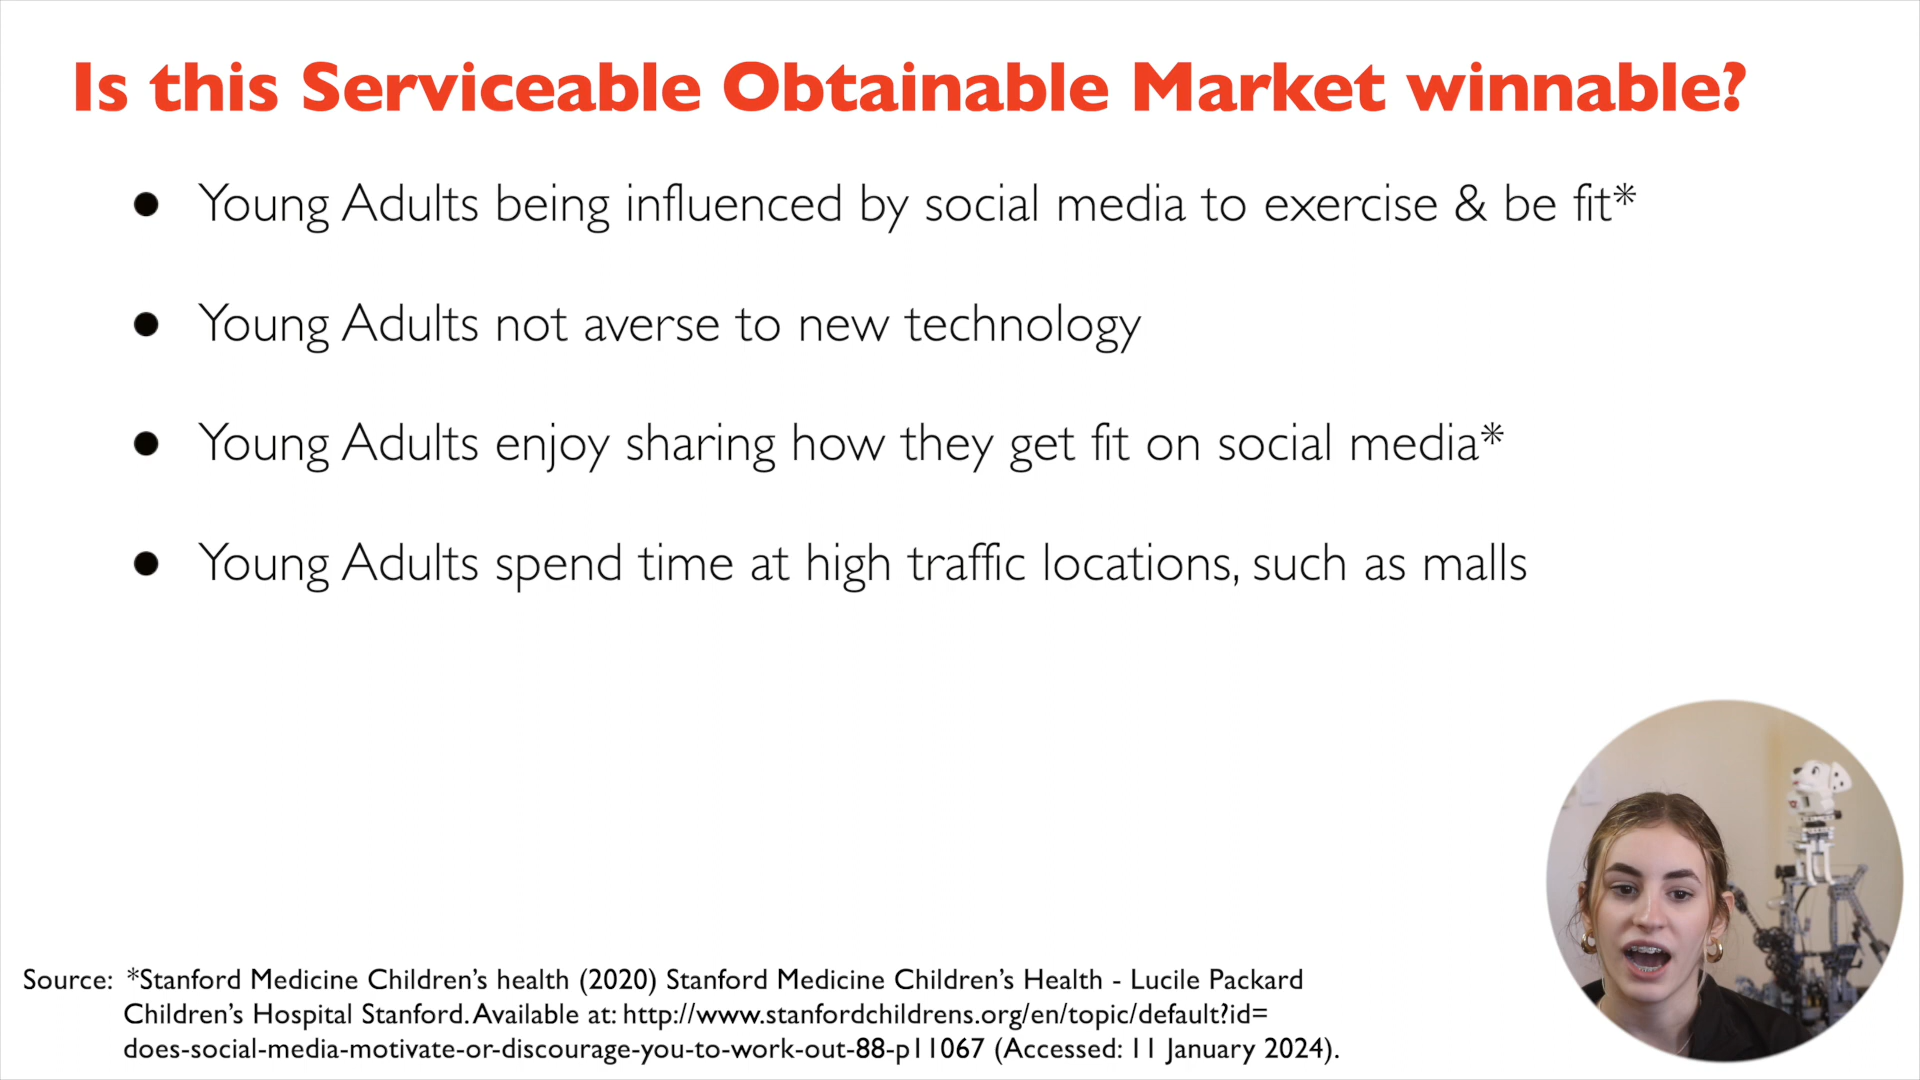 Is this Serviceable Obtainable Market winnable?
● Young Adults being influenced by social media to exercise & be fit*
● Young Adults not averse to new technology
● Young Adults enjoy sharing how they get fit on social media*
● Young Adults spend time at high traffic locations, such as malls
Source: *Stanford Medicine Children’s health (2020) Stanford Medicine Children’s Health - Lucile Packard
Children’s Hospital Stanford. Available at: http://www.stanfordchildrens.org/en/topic/default?id=
does-social-media-motivate-or-discourage-you-to-work-out-88-p11067 (Accessed: 11 January 2024).